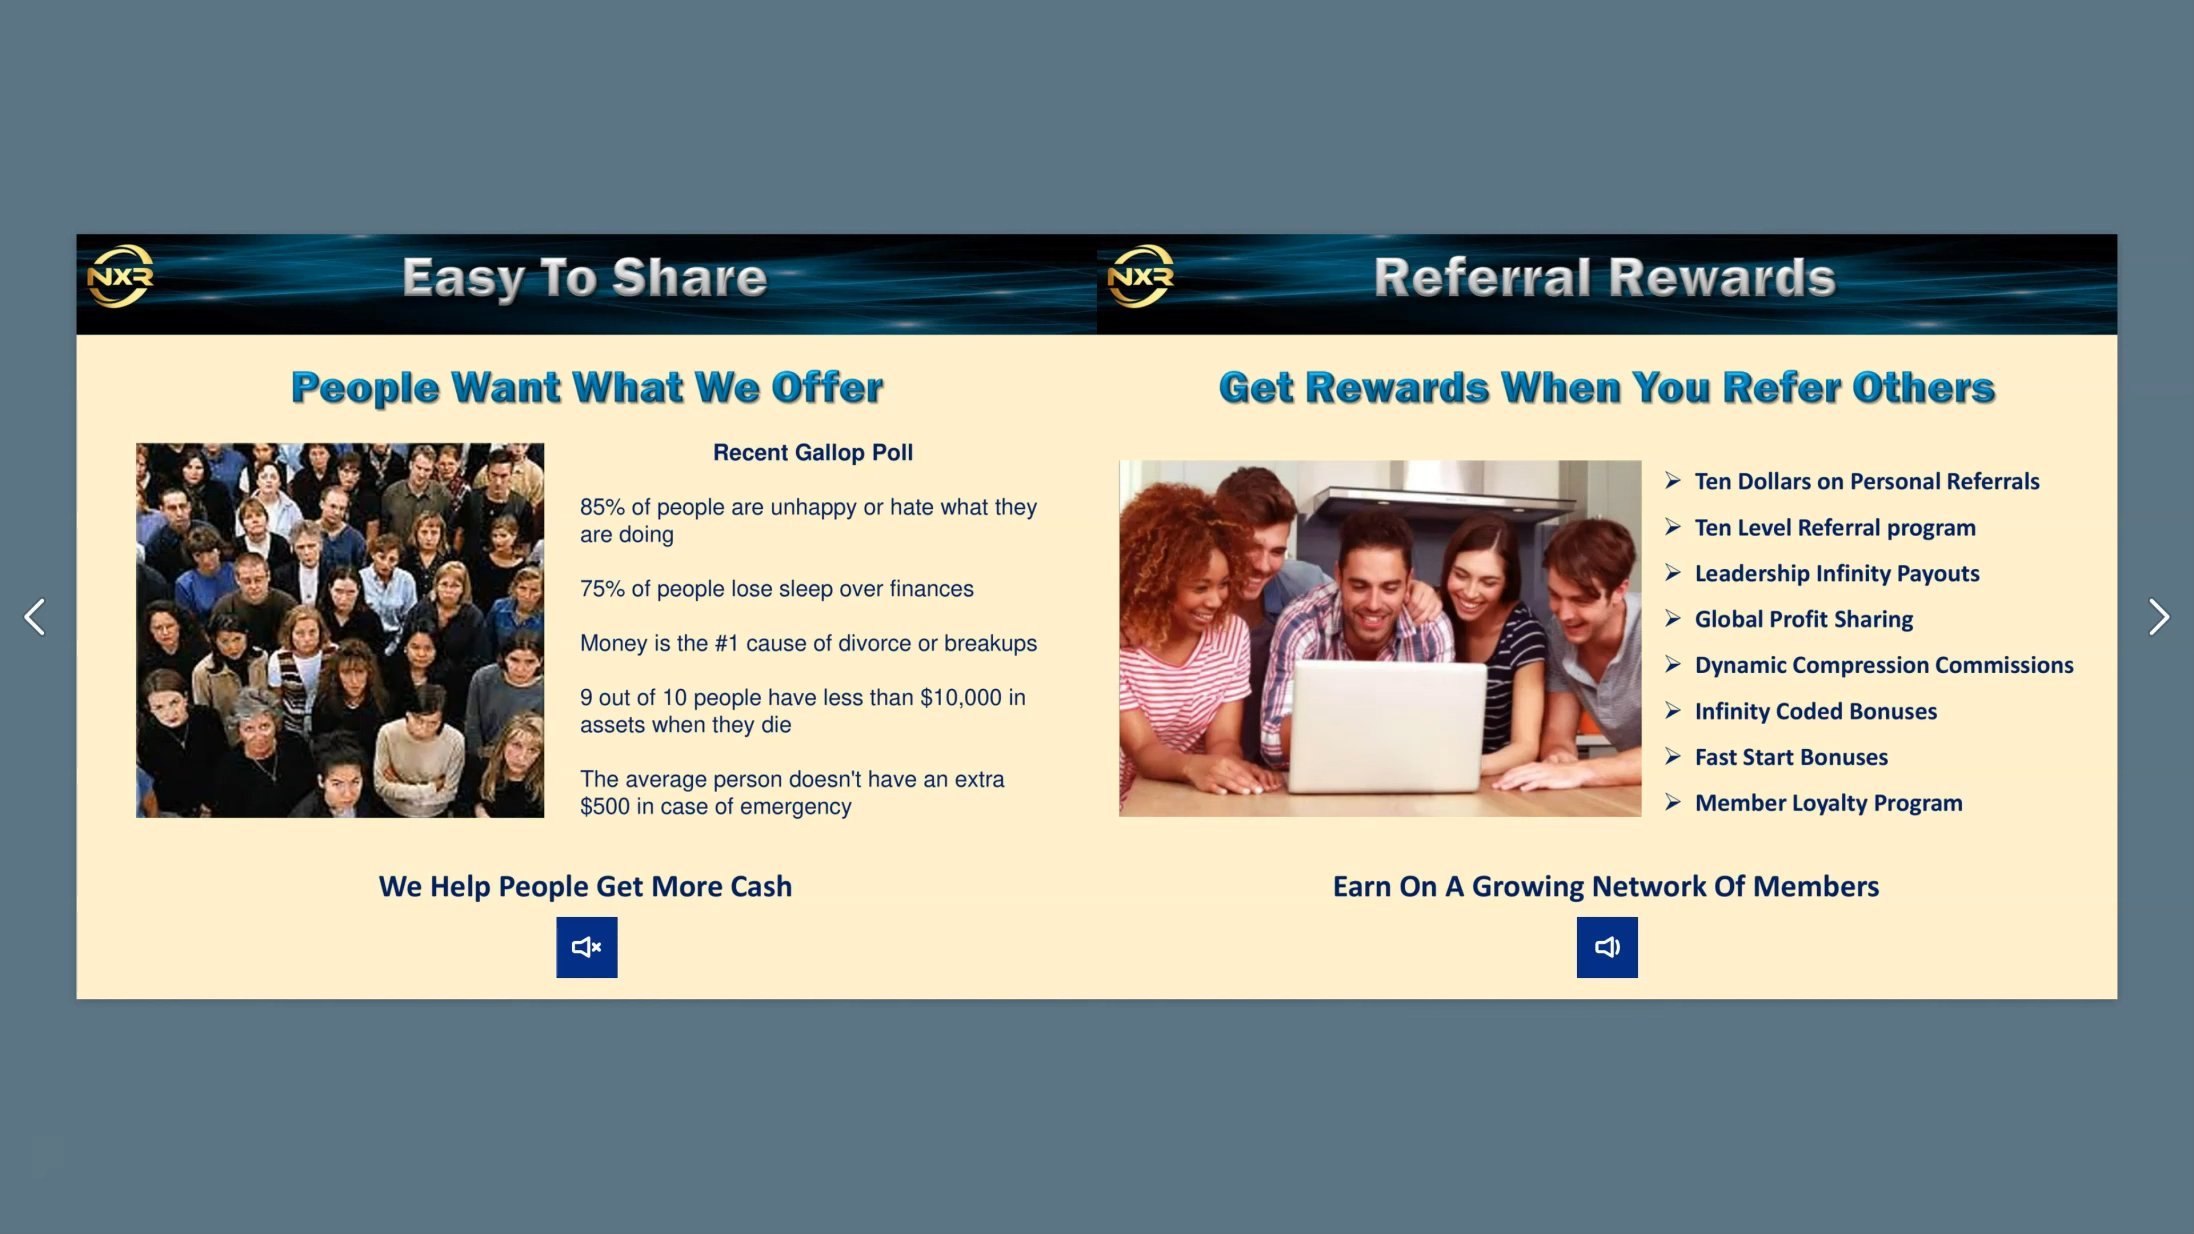 NXR
Easy To Share
People Want What We Offer
Recent Gallop Poll
85% of people are unhappy or hate what they
are doing
75% of people lose sleep over finances
Money is the #1 cause of divorce or breakups
9 out of 10 people have less than $10,000 in
assets when they die
The average person doesn't have an extra
$500 in case of emergency
We Help People Get More Cash
NXR
Referral Rewards
Get Rewards When You Refer Others
Ten Dollars on Personal Referrals
Ten Level Referral program
Leadership Infinity Payouts
Global Profit Sharing
Dynamic Compression Commissions
Infinity Coded Bonuses
Fast Start Bonuses
Member Loyalty Program
Earn On A Growing Network Of Members